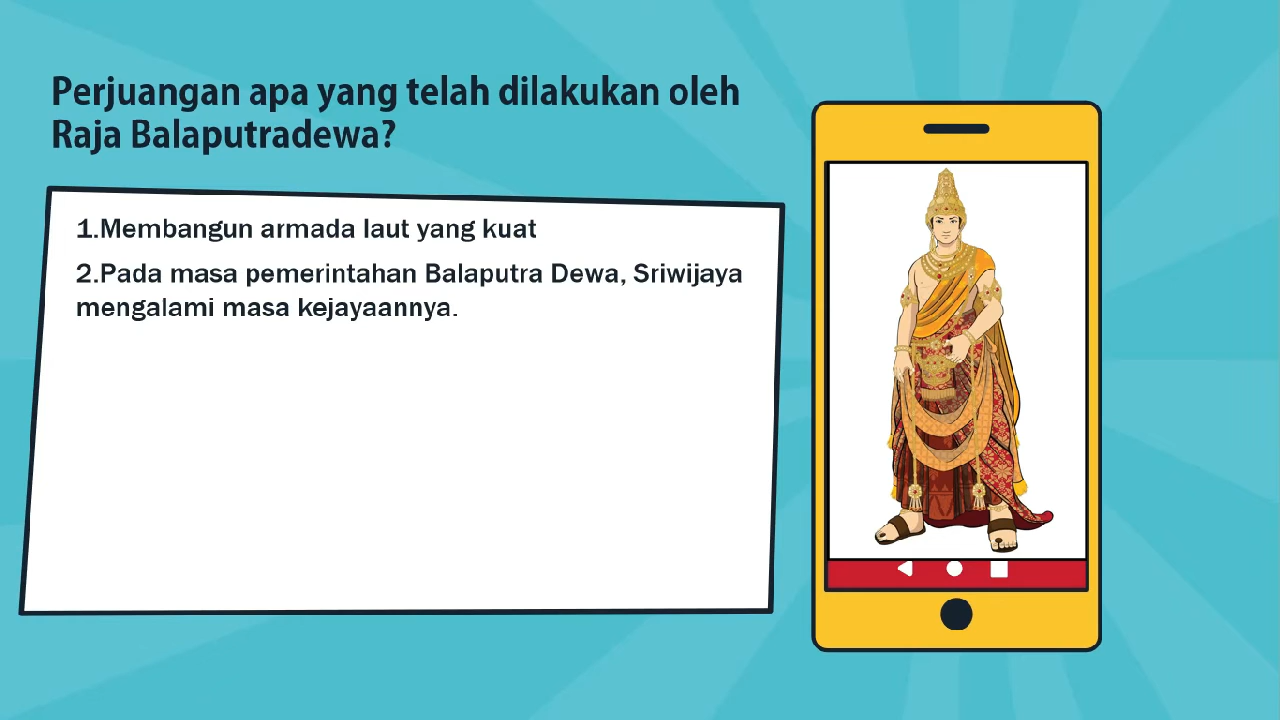 Perjuangan apa yang telah dilakukan oleh
Raja Balaputradewa?
1.Membangun armada laut yang kuat
2.Pada masa pemerintahan Balaputra Dewa, Sriwijaya
mengalami masa kejayaannya.